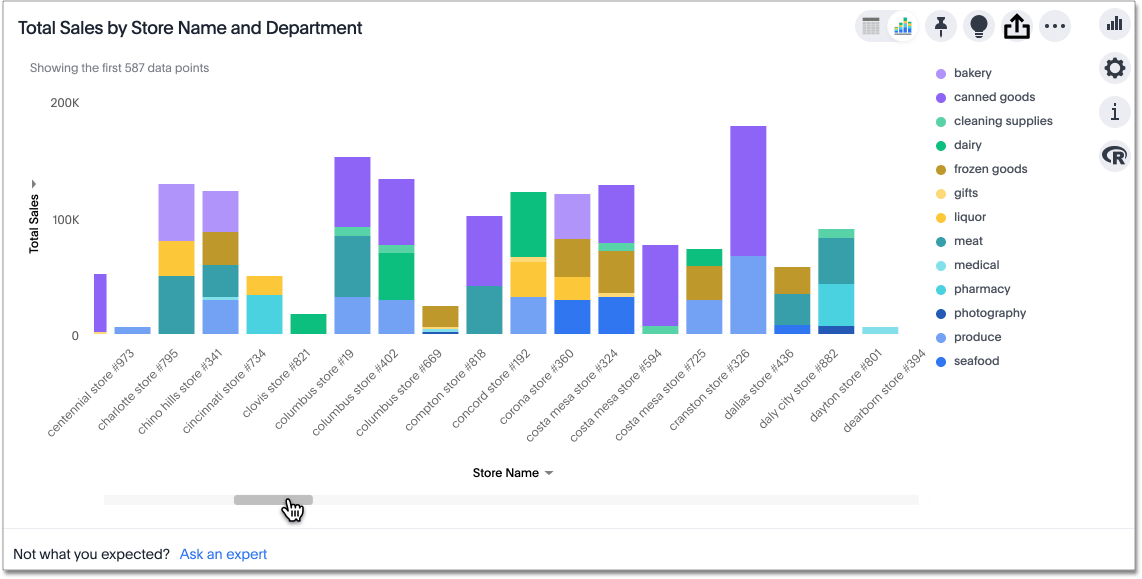 Total Sales by Store Name and Department
Showing the first 587 data points
200K
100K
0
Total Sales
centennial store #973
charlotte store #795
chino hills store #341
cincinnati store #734
clovis store #821
columbus store #19
columbus store #402
columbus store #669
compton store #818
concord store #192
corona store #360
costa mesa store #324
costa mesa store #594
costa mesa store #725
cranston store #326
dallas store #436
daly city store #882
dayton store #801
dearborn store #394
Store Name
bakery
canned goods
cleaning supplies
dairy
frozen goods
gifts
liquor
meat
medical
pharmacy
photography
produce
seafood
i
R
Not what you expected? Ask an expert